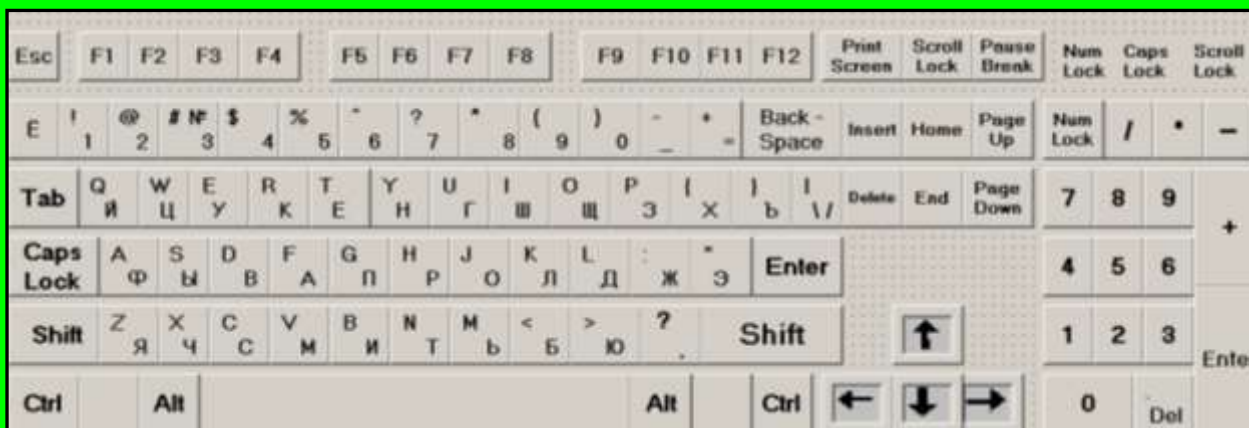 Esc F1 F2 F3 F4 F5 F6 F7 F8 F9 F10 F11 F12 Print Screen Scroll Lock Pause Break Num Lock Caps Lock Scroll Lock
Ё ! 1 @ 2 # № 3 $ 4 % 5 ^ 6 ? 7 * 8 ( 9 ) 0 - _ + = Back - Space Insert Home Page Up Num Lock / * −
Tab Q Й W Ц E У R К T Е Y Н U Г I Ш O Щ P З { Х } Ъ | \ / Delete End Page Down 7 8 9 +
Caps Lock A Ф S Ы D В F А G П H Р J О K Л L Д : Ж " Э Enter 4 5 6
Shift Z Я X Ч C С V М B И N Т M Ь < Б > Ю ? . Shift ↑ 1 2 3 Ente
Ctrl Alt Alt Ctrl ← ↓ → 0 . Del